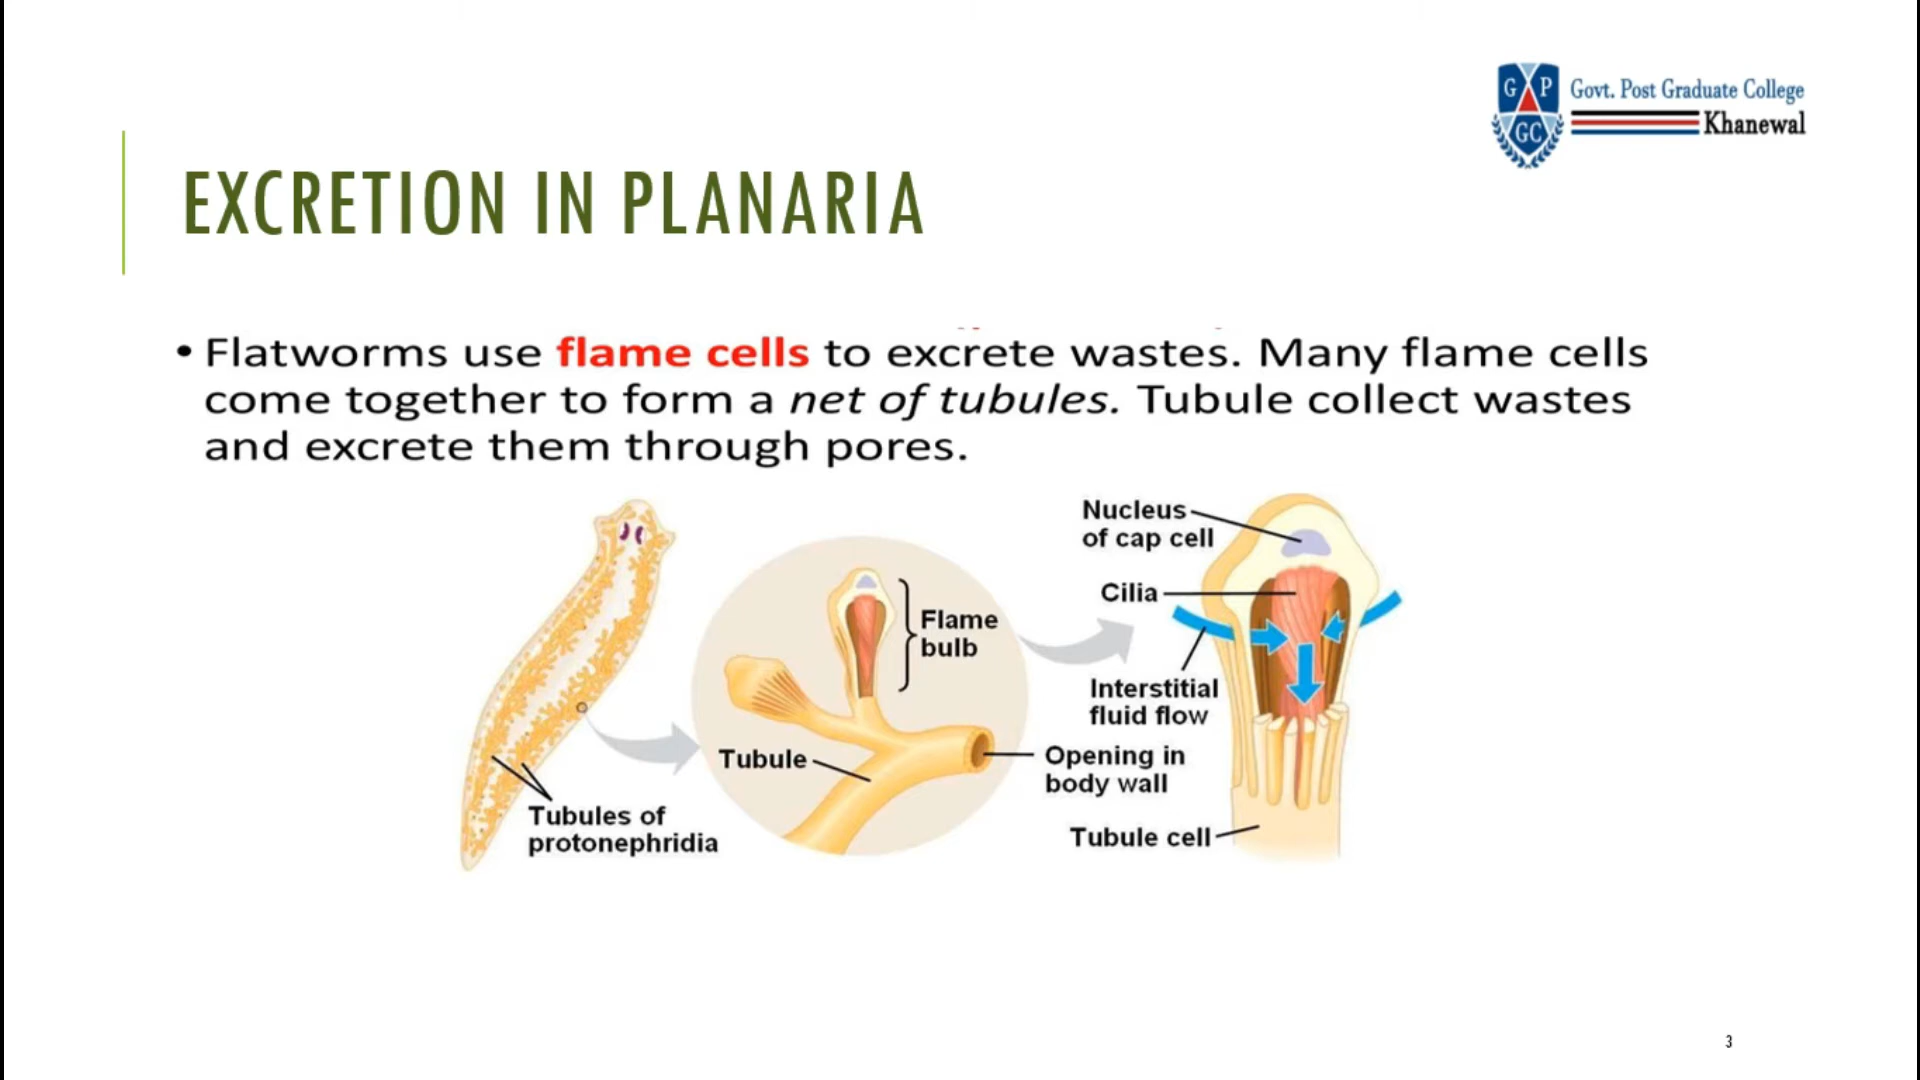 G P
GC
Govt. Post Graduate College
Khanewal
EXCRETION IN PLANARIA
• Flatworms use flame cells to excrete wastes. Many flame cells
come together to form a net of tubules. Tubule collect wastes
and excrete them through pores.
Nucleus
of cap cell
Cilia
Flame
bulb
Interstitial
fluid flow
Tubule
Opening in
body wall
Tubules of
protonephridia
Tubule cell
3